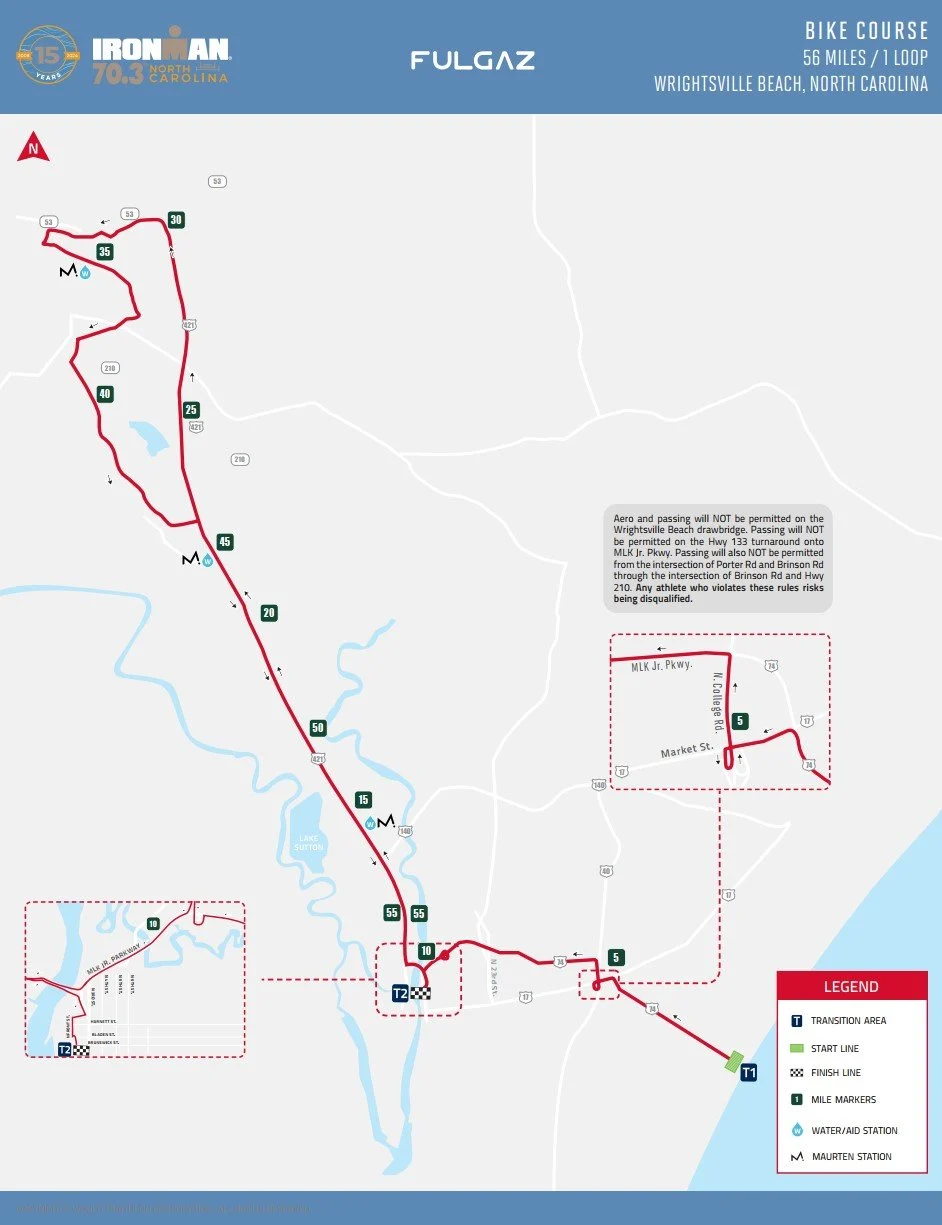 2008
15
2024
YEARS
IRONMAN
70.3 NORTH
CAROLINA
FULGAZ
BIKE COURSE
56 MILES / 1 LOOP
WRIGHTSVILLE BEACH, NORTH CAROLINA
N
53
53
53
30
35
M.
W
421
210
40
25
421
210
45
M.
W
20
50
421
15
W
M.
140
LAKE
SUTTON
55
55
10
T2
N 23rd St.
17
74
5
74
T1
40
17
140
17
Aero and passing will NOT be permitted on the
Wrightsville Beach drawbridge. Passing will NOT
be permitted on the Hwy 133 turnaround onto
MLK Jr. Pkwy. Passing will also NOT be permitted
from the intersection of Porter Rd and Brinson Rd
through the intersection of Brinson Rd and Hwy
210. Any athlete who violates these rules risks
being disqualified.
MLK Jr. Pkwy.
N. College Rd.
74
5
17
Market St.
74
10
MLK JR. PARKWAY
HARNETT ST.
BLADEN ST.
BRUNSWICK ST.
T2
LEGEND
T TRANSITION AREA
START LINE
FINISH LINE
1 MILE MARKERS
W WATER/AID STATION
M. MAURTEN STATION